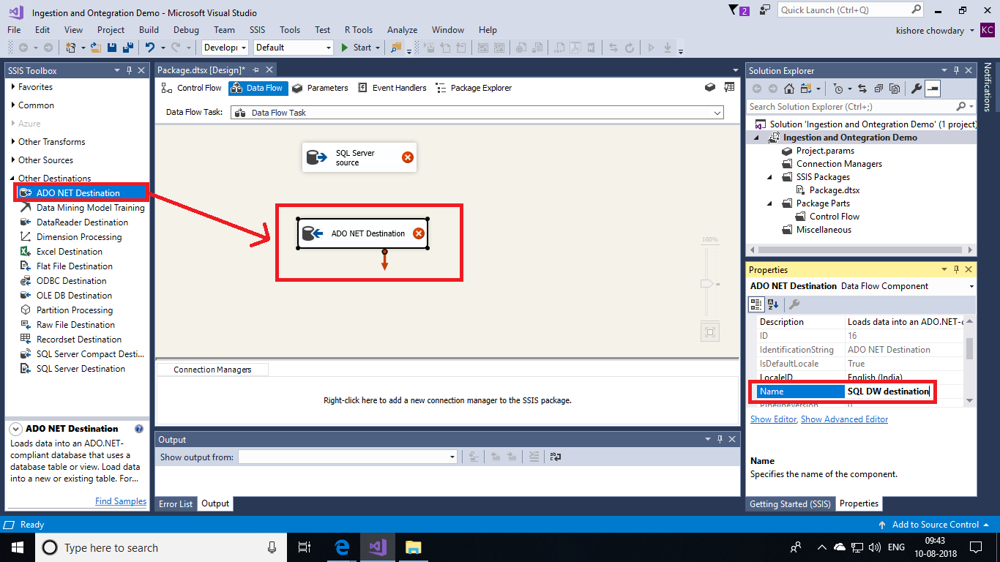 Ingestion and Ontegration Demo - Microsoft Visual Studio
2
Quick Launch (Ctrl+Q)
File Edit View Project Build Debug Team SSIS Tools Test R Tools Analyze Window Help
kishore chowdary
KC
Developi
Default
Start
SSIS Toolbox
Favorites
Common
Azure
Other Transforms
Other Sources
Other Destinations
ADO NET Destination
Data Mining Model Training
DataReader Destination
Dimension Processing
Excel Destination
Flat File Destination
ODBC Destination
OLE DB Destination
Partition Processing
Raw File Destination
Recordset Destination
SQL Server Compact Desti...
SQL Server Destination
ADO NET Destination
Loads data into an ADO.NET-
compliant database that uses a
database table or view. Load data
into a new or existing table. For...
Find Samples
Package.dtsx [Design]*
Control Flow Data Flow Parameters Event Handlers Package Explorer
Data Flow Task: Data Flow Task
SQL Server
source
ADO NET Destination
100%
Connection Managers
Right-click here to add a new connection manager to the SSIS package.
Output
Show output from:
Error List Output
Solution Explorer
Search Solution Explorer (Ctrl+;)
Solution 'Ingestion and Ontegration Demo' (1 project)
Ingestion and Ontegration Demo
Project.params
Connection Managers
SSIS Packages
Package.dtsx
Package Parts
Control Flow
Miscellaneous
Properties
ADO NET Destination Data Flow Component
Description Loads data into an ADO.NET-c
ID 16
IdentificationString ADO NET Destination
IsDefaultLocale True
LocaleID English (India)
Name SQL DW destination
PipelineVersion 0
Show Editor, Show Advanced Editor
Name
Specifies the name of the component.
Getting Started (SSIS) Properties
Notifications
Ready
Add to Source Control
Type here to search
ENG
09:43
10-08-2018